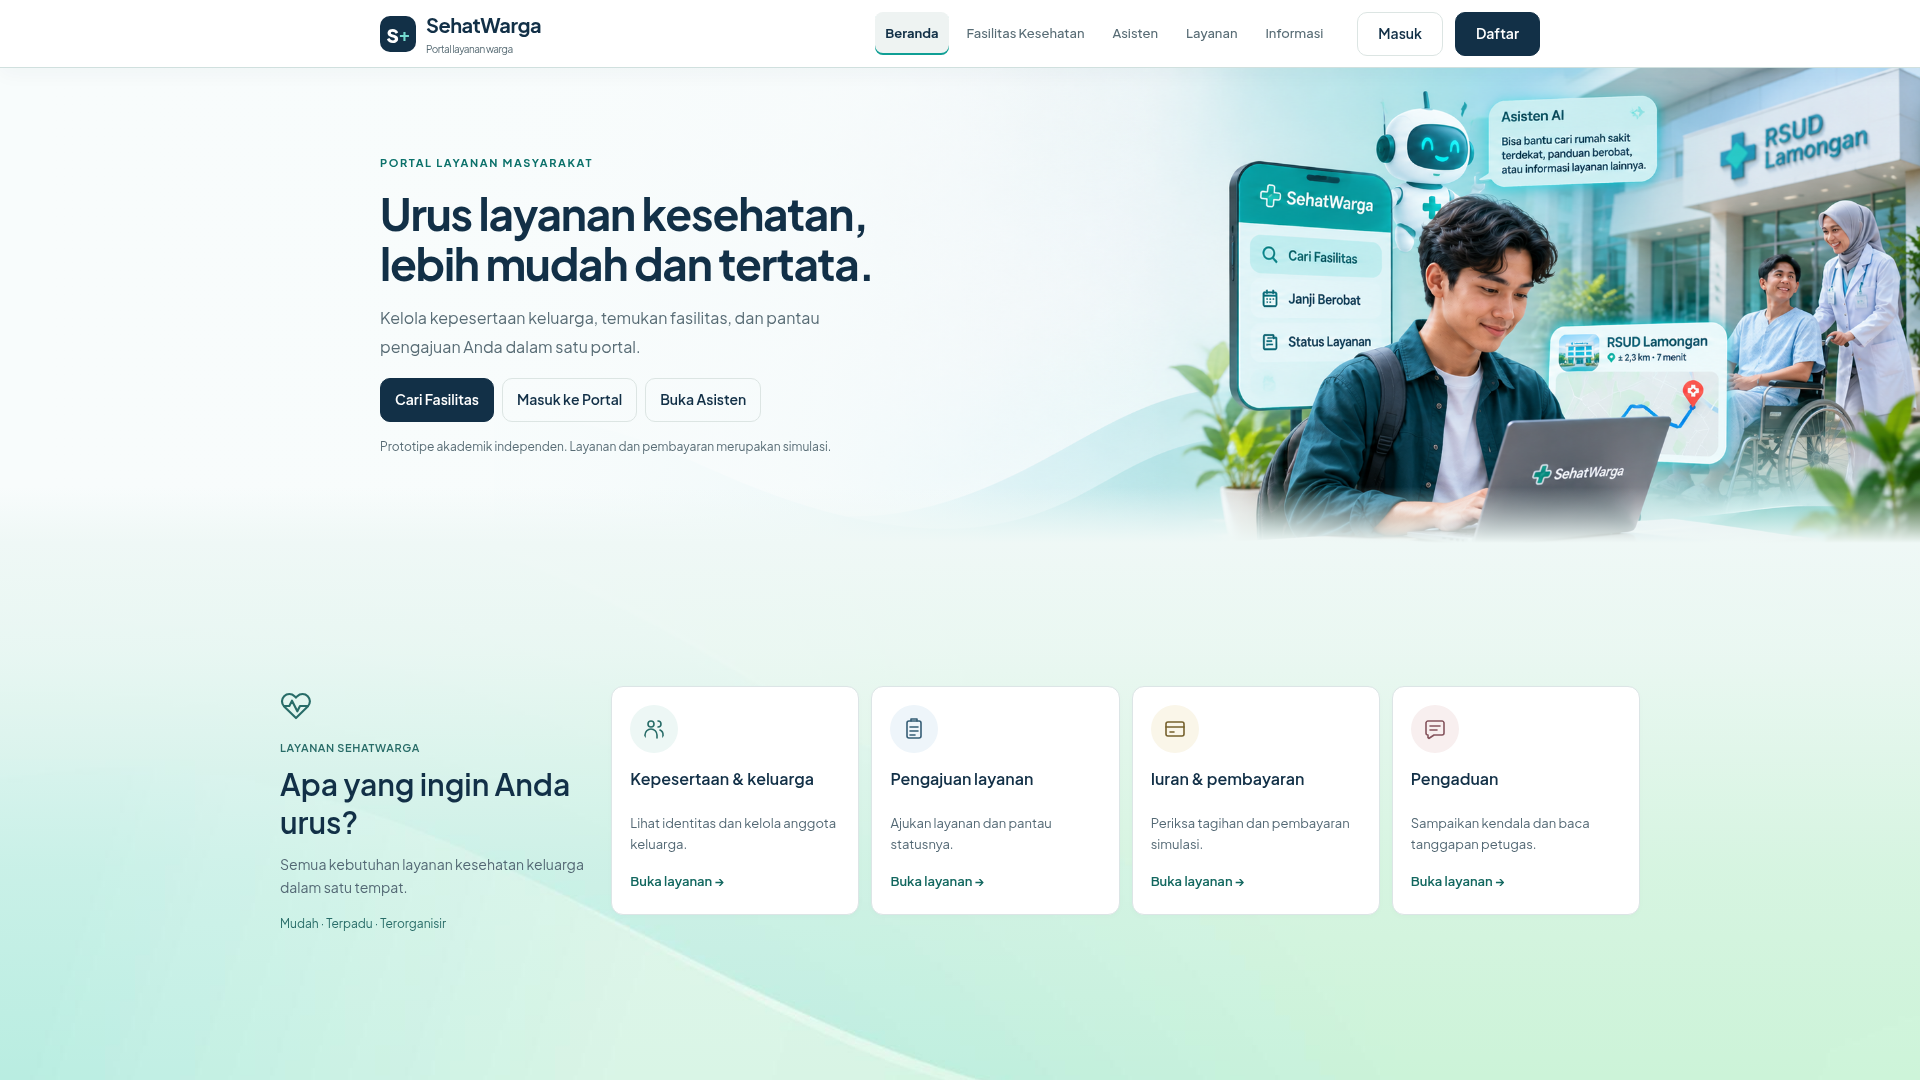 S+
SehatWarga
Portal layanan warga
Beranda
Fasilitas Kesehatan
Asisten
Layanan
Informasi
Masuk
Daftar
PORTAL LAYANAN MASYARAKAT
Urus layanan kesehatan,
lebih mudah dan tertata.
Kelola kepesertaan keluarga, temukan fasilitas, dan pantau
pengajuan Anda dalam satu portal.
Cari Fasilitas
Masuk ke Portal
Buka Asisten
Prototipe akademik independen. Layanan dan pembayaran merupakan simulasi.
SehatWarga
Cari Fasilitas
Janji Berobat
Status Layanan
Asisten AI
Bisa bantu cari rumah sakit
terdekat, panduan berobat,
atau informasi layanan lainnya.
RSUD
Lamongan
RSUD Lamongan
± 2,3 km • 7 menit
SehatWarga
LAYANAN SEHATWARGA
Apa yang ingin Anda
urus?
Semua kebutuhan layanan kesehatan keluarga
dalam satu tempat.
Mudah · Terpadu · Terorganisir
Kepesertaan & keluarga
Lihat identitas dan kelola anggota
keluarga.
Buka layanan →
Pengajuan layanan
Ajukan layanan dan pantau
statusnya.
Buka layanan →
Iuran & pembayaran
Periksa tagihan dan pembayaran
simulasi.
Buka layanan →
Pengaduan
Sampaikan kendala dan baca
tanggapan petugas.
Buka layanan →